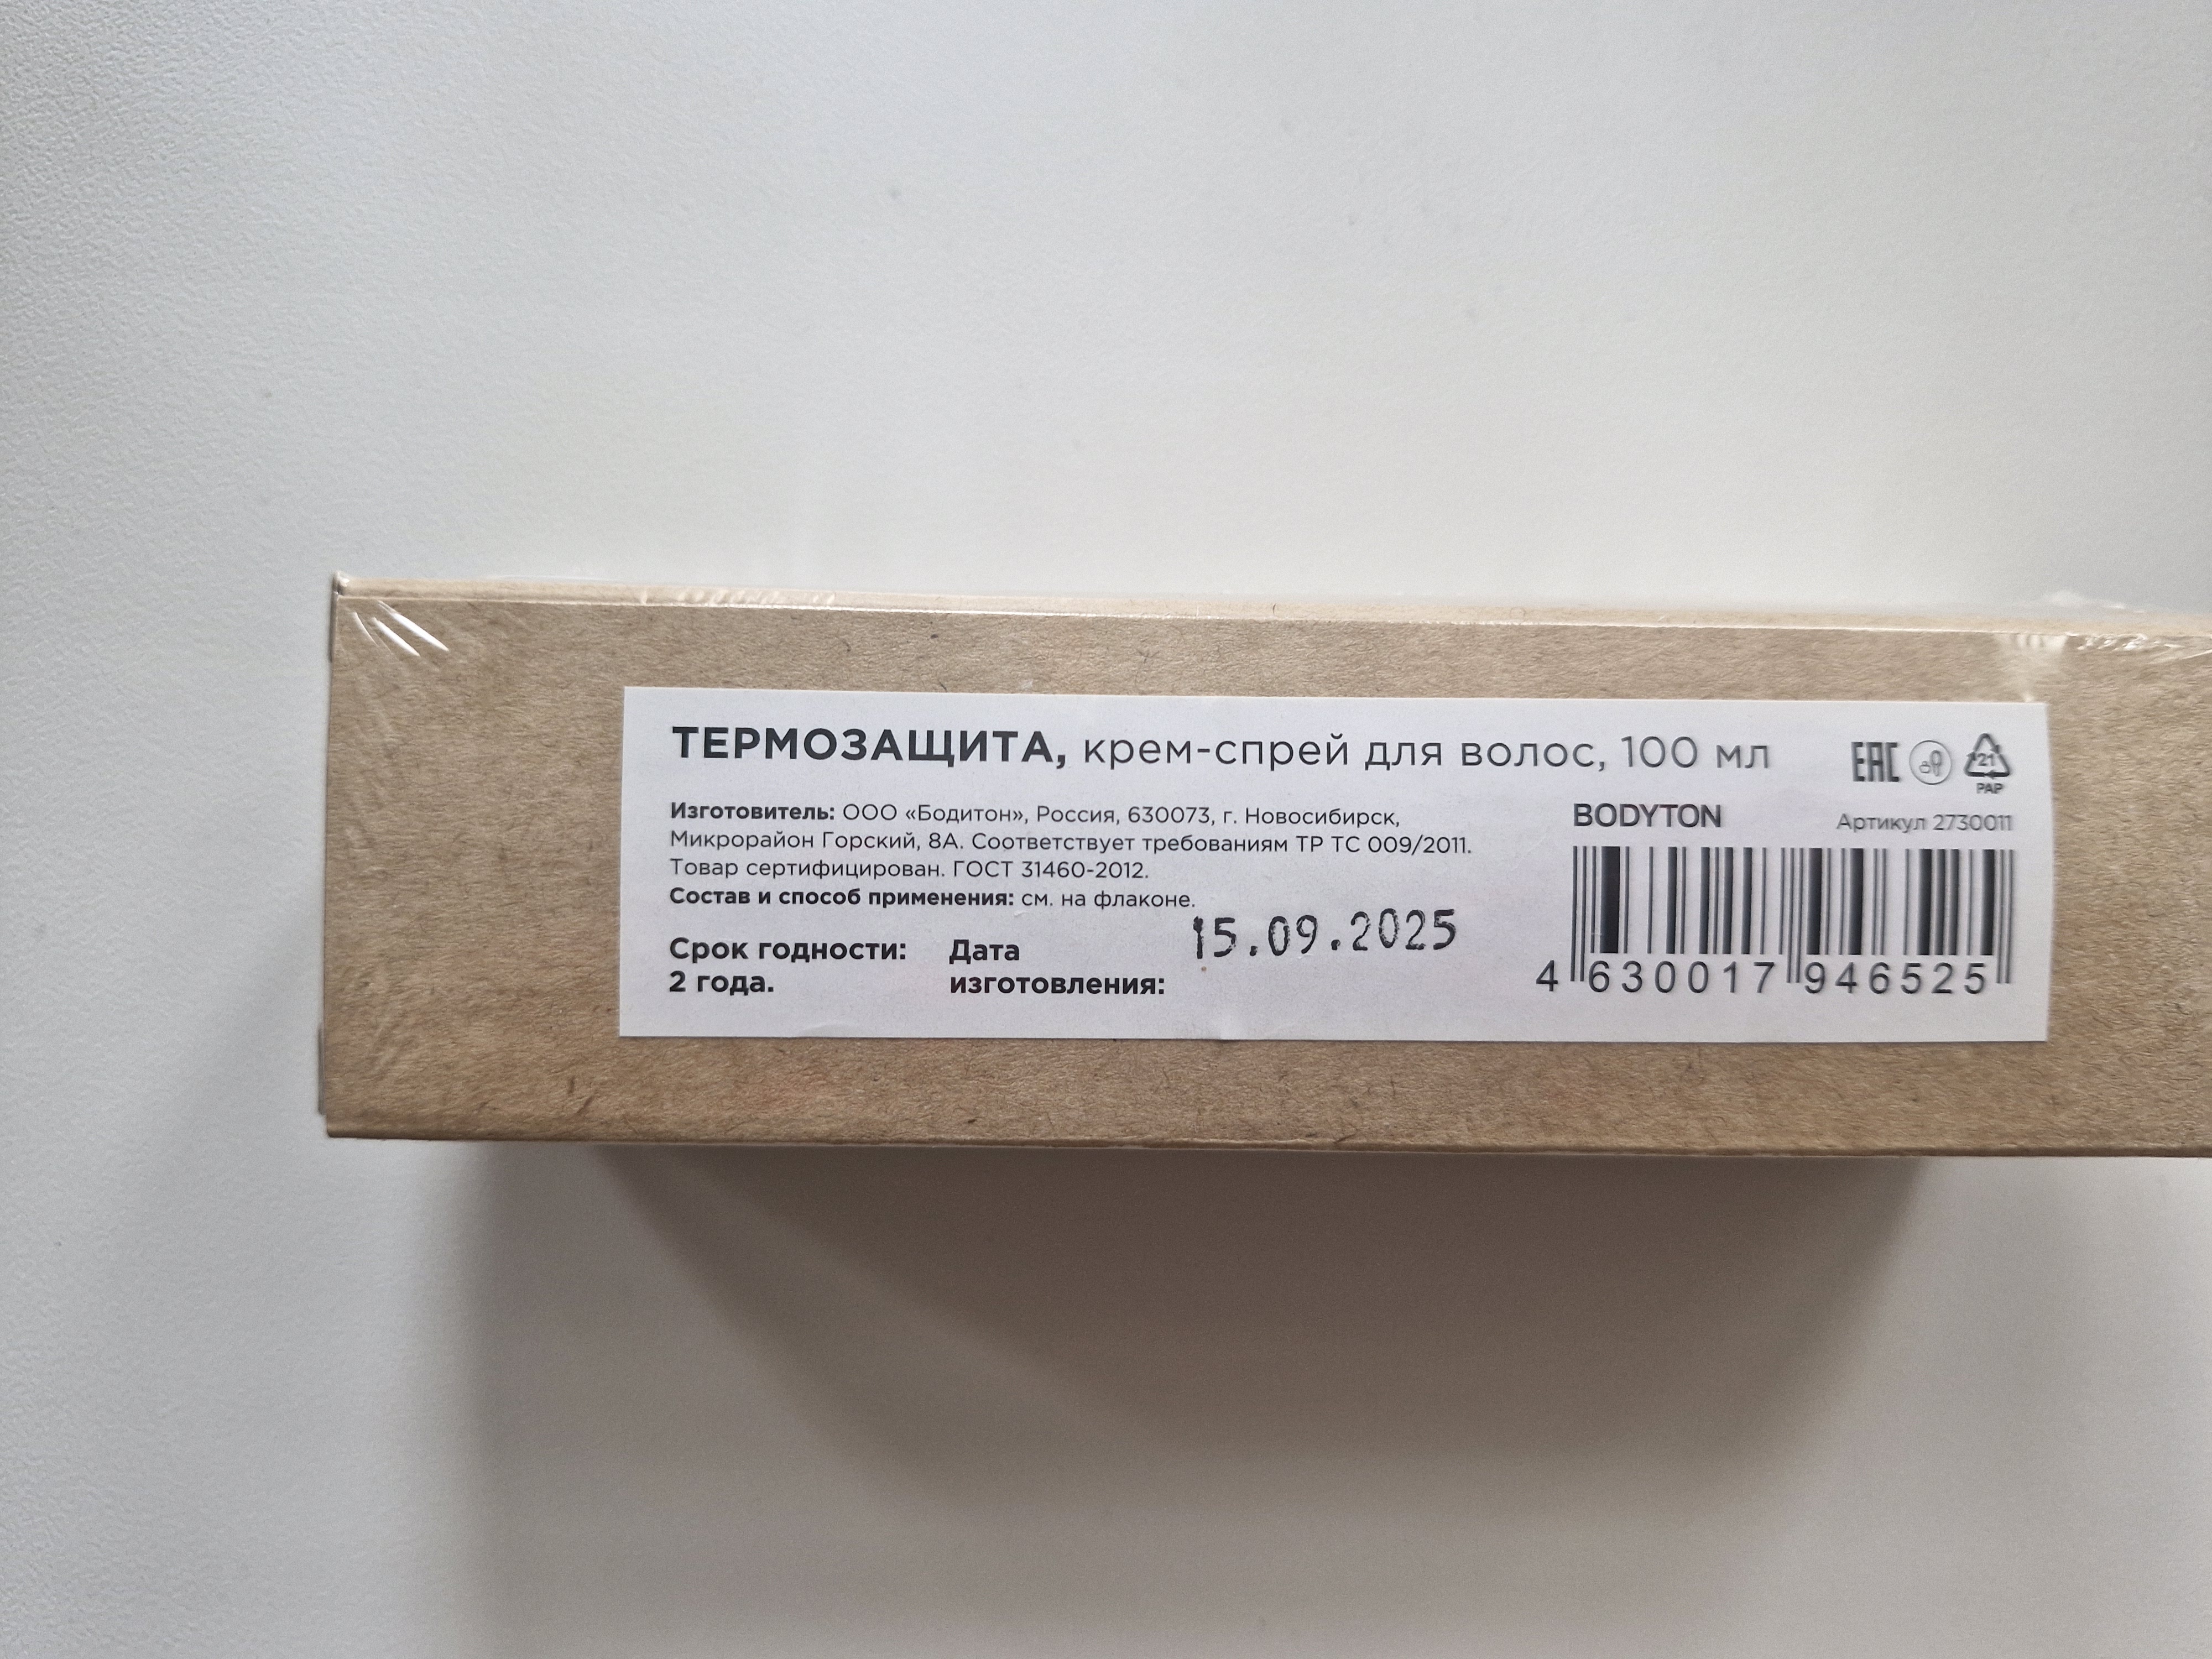 ТЕРМОЗАЩИТА, крем-спрей для волос, 100 мл
EAC
21
PAP
Изготовитель: ООО «Бодитон», Россия, 630073, г. Новосибирск,
Микрорайон Горский, 8А. Соответствует требованиям ТР ТС 009/2011.
Товар сертифицирован. ГОСТ 31460-2012.
Состав и способ применения: см. на флаконе.
Срок годности:
2 года.
Дата
изготовления:
15.09.2025
BODYTON
Артикул 2730011
4 630017 946525